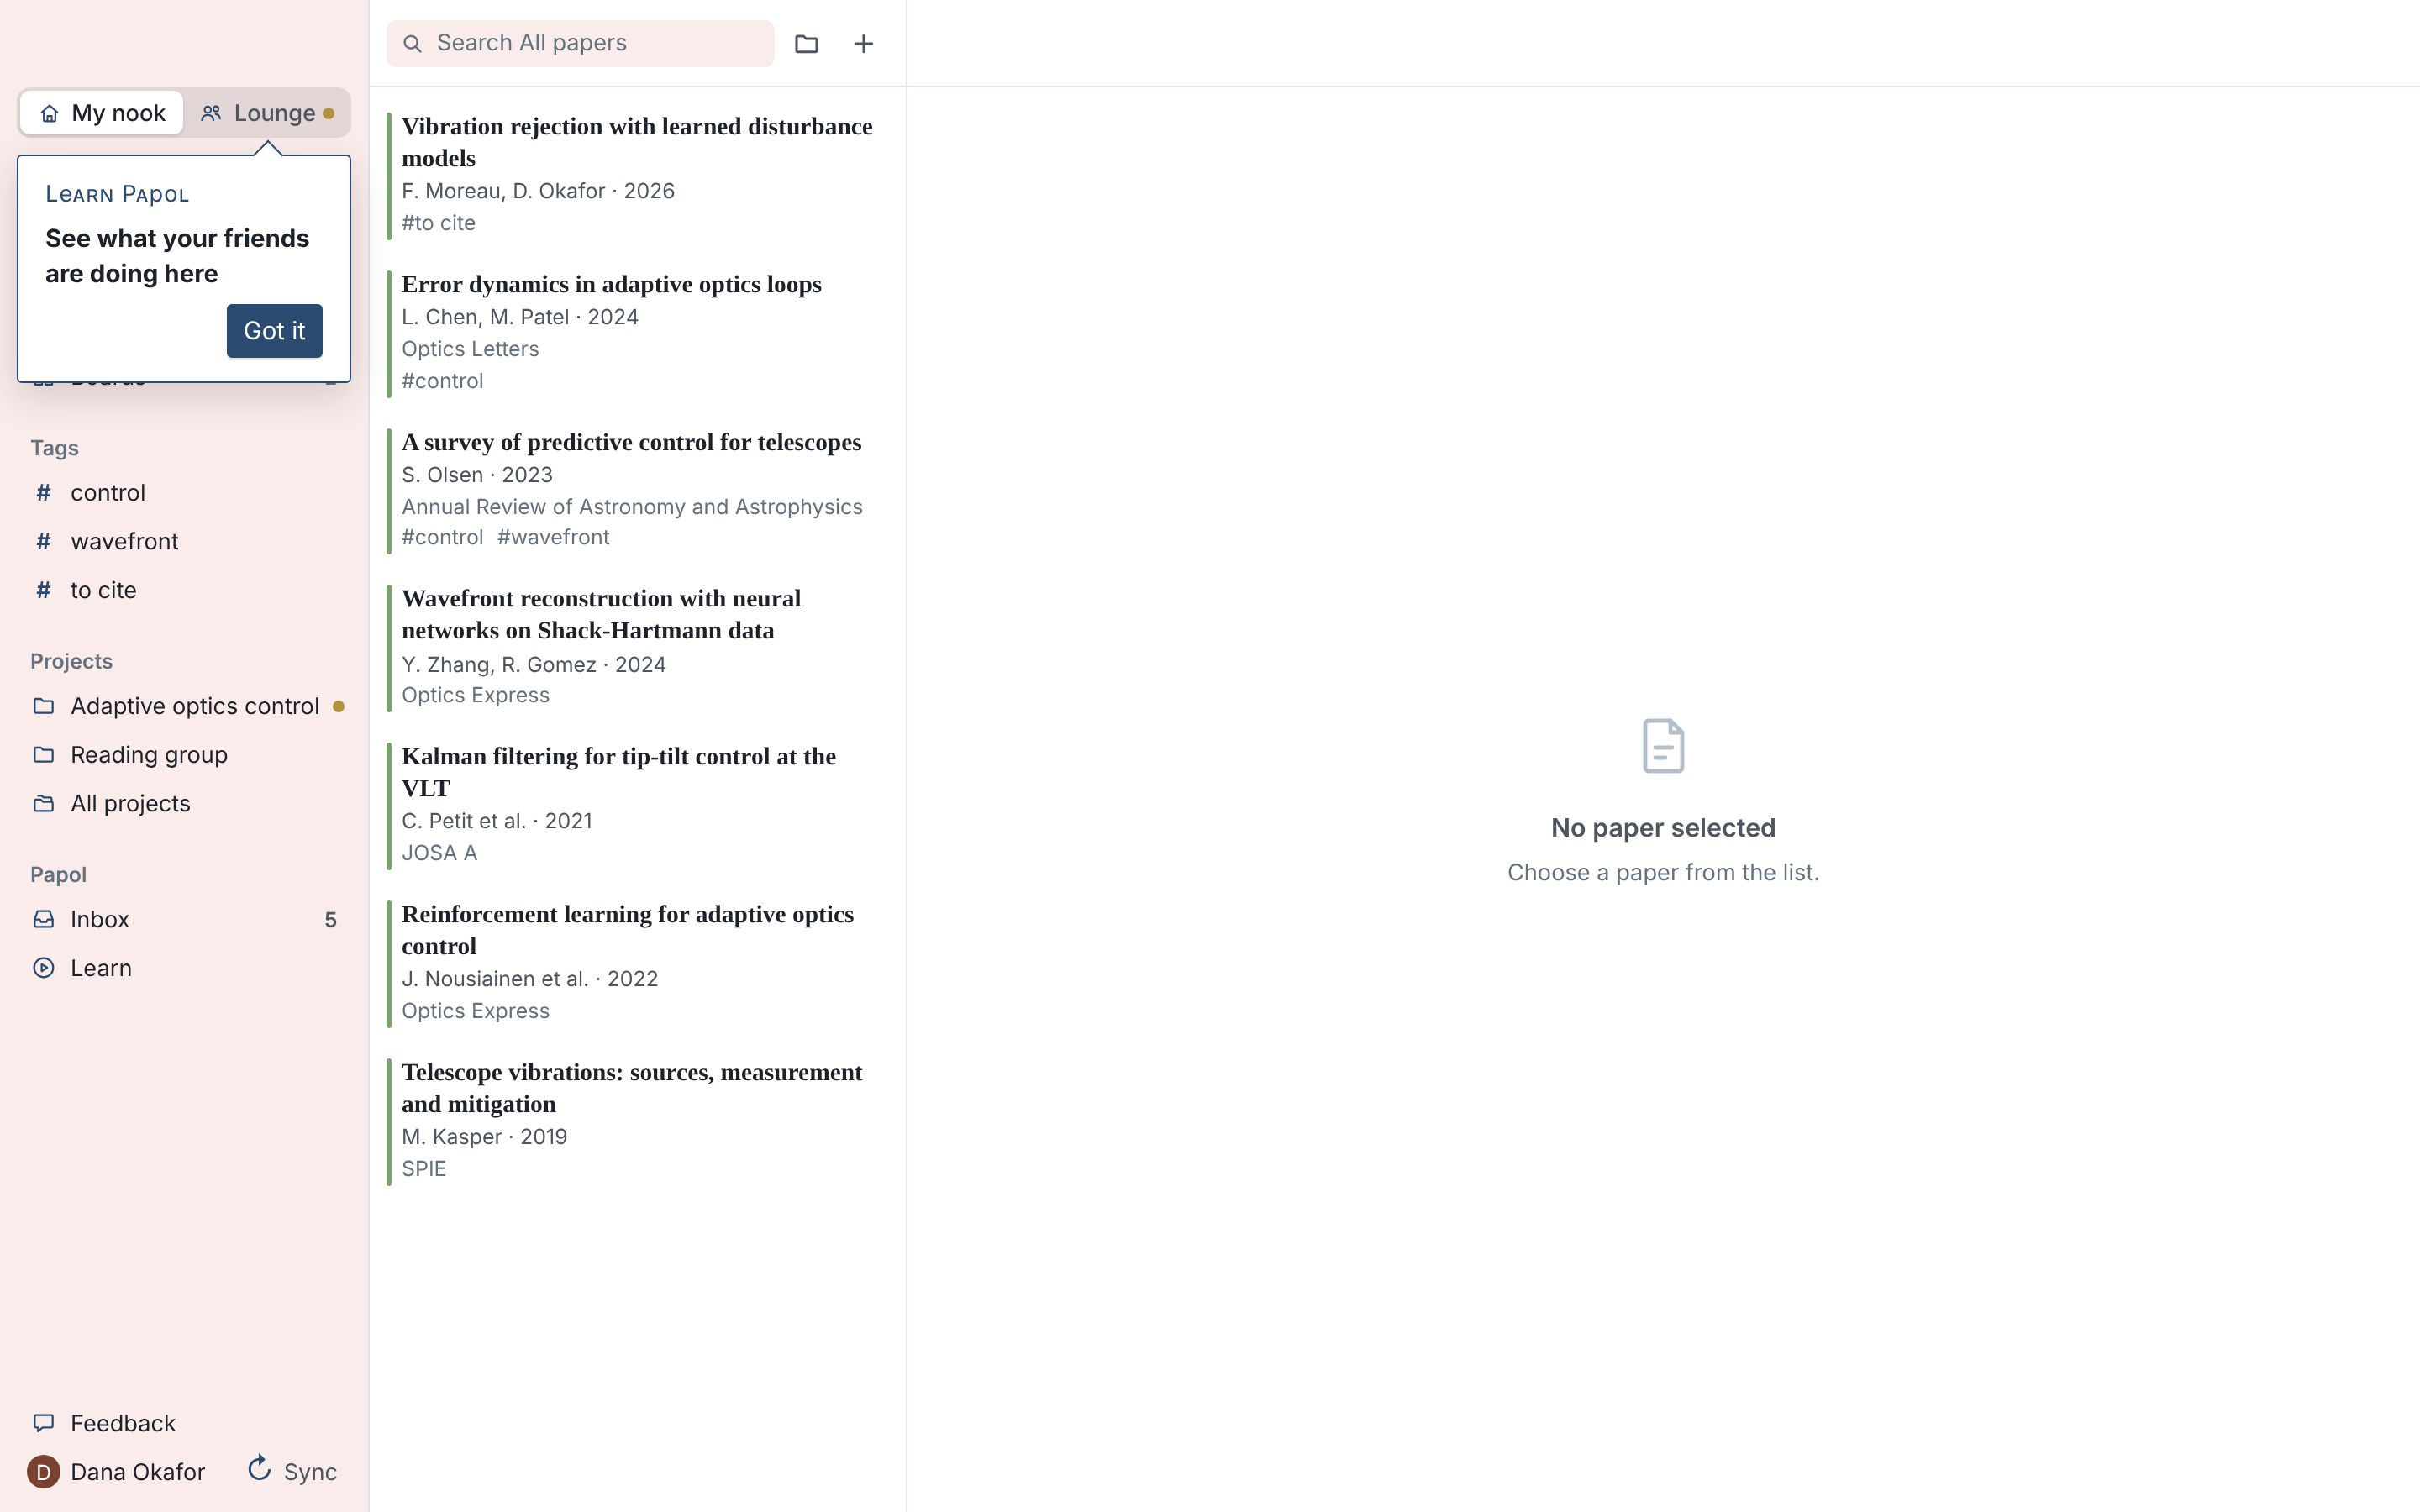 My nook
Lounge
Learn Papol
See what your friends
are doing here
Got it
Tags
# control
# wavefront
# to cite
Projects
Adaptive optics control
Reading group
All projects
Papol
Inbox 5
Learn
Feedback
D Dana Okafor
Sync
Search All papers
Vibration rejection with learned disturbance
models
F. Moreau, D. Okafor · 2026
#to cite
Error dynamics in adaptive optics loops
L. Chen, M. Patel · 2024
Optics Letters
#control
A survey of predictive control for telescopes
S. Olsen · 2023
Annual Review of Astronomy and Astrophysics
#control #wavefront
Wavefront reconstruction with neural
networks on Shack-Hartmann data
Y. Zhang, R. Gomez · 2024
Optics Express
Kalman filtering for tip-tilt control at the
VLT
C. Petit et al. · 2021
JOSA A
Reinforcement learning for adaptive optics
control
J. Nousiainen et al. · 2022
Optics Express
Telescope vibrations: sources, measurement
and mitigation
M. Kasper · 2019
SPIE
No paper selected
Choose a paper from the list.